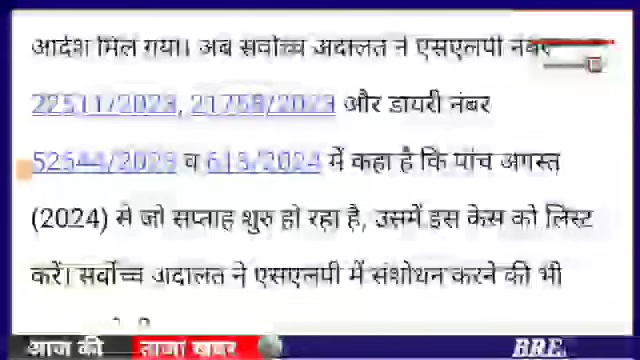 आदेश मिल गया। अब सर्वोच्च अदालत ने एसएलपी नंबर
22511/2023, 21758/2023 और डायरी नंबर
52544/2023 व 613/2024 में कहा है कि पांच अगस्त
(2024) से जो सप्ताह शुरु हो रहा है, उसमें इस केस को लिस्ट
करें। सर्वोच्च अदालत ने एसएलपी में संशोधन करने की भी
आज की ताजा खबर
BRE